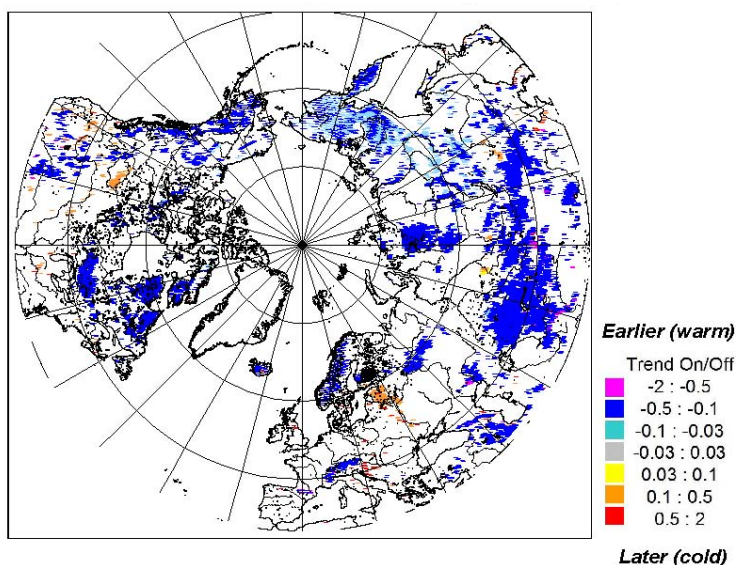 Earlier (warm)
Trend On/Off
-2 : -0.5
-0.5 : -0.1
-0.1 : -0.03
-0.03 : 0.03
0.03 : 0.1
0.1 : 0.5
0.5 : 2
Later (cold)